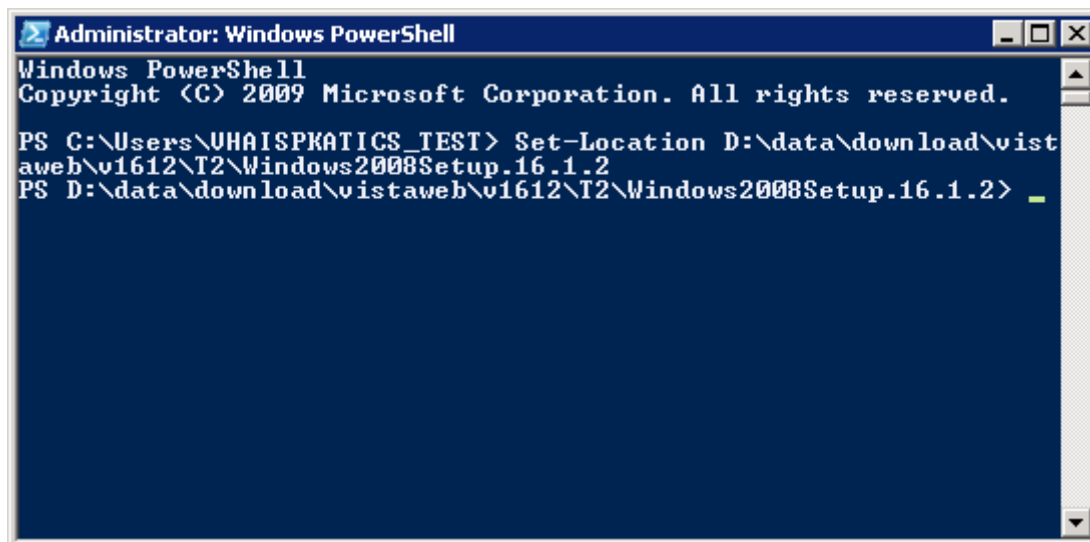 Administrator: Windows PowerShell
Windows PowerShell
Copyright (C) 2009 Microsoft Corporation. All rights reserved.
PS C:\Users\VHAISPKATICS_TEST> Set-Location D:\data\download\vist
aweb\v1612\T2\Windows2008Setup.16.1.2
PS D:\data\download\vistaweb\v1612\T2\Windows2008Setup.16.1.2> _